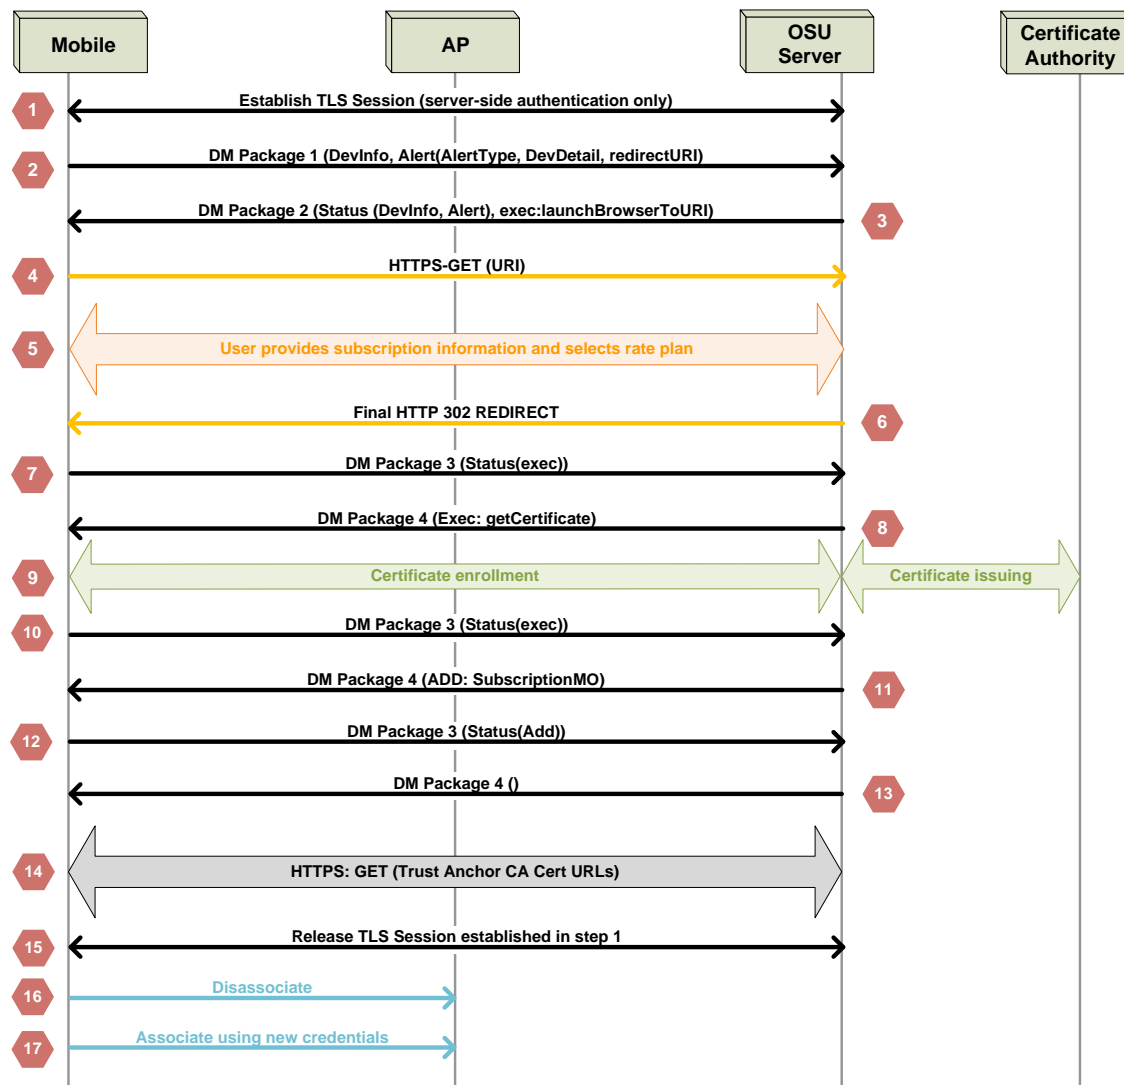 Mobile
AP
OSU
Server
Certificate
Authority
1
Establish TLS Session (server-side authentication only)
2
DM Package 1 (DevInfo, Alert(AlertType, DevDetail, redirectURI)
DM Package 2 (Status (DevInfo, Alert), exec:launchBrowserToURI)
3
4
HTTPS-GET (URI)
5
User provides subscription information and selects rate plan
Final HTTP 302 REDIRECT
6
7
DM Package 3 (Status(exec))
DM Package 4 (Exec: getCertificate)
8
9
Certificate enrollment
Certificate issuing
10
DM Package 3 (Status(exec))
DM Package 4 (ADD: SubscriptionMO)
11
12
DM Package 3 (Status(Add))
DM Package 4 ()
13
14
HTTPS: GET (Trust Anchor CA Cert URLs)
15
Release TLS Session established in step 1
16
Disassociate
17
Associate using new credentials